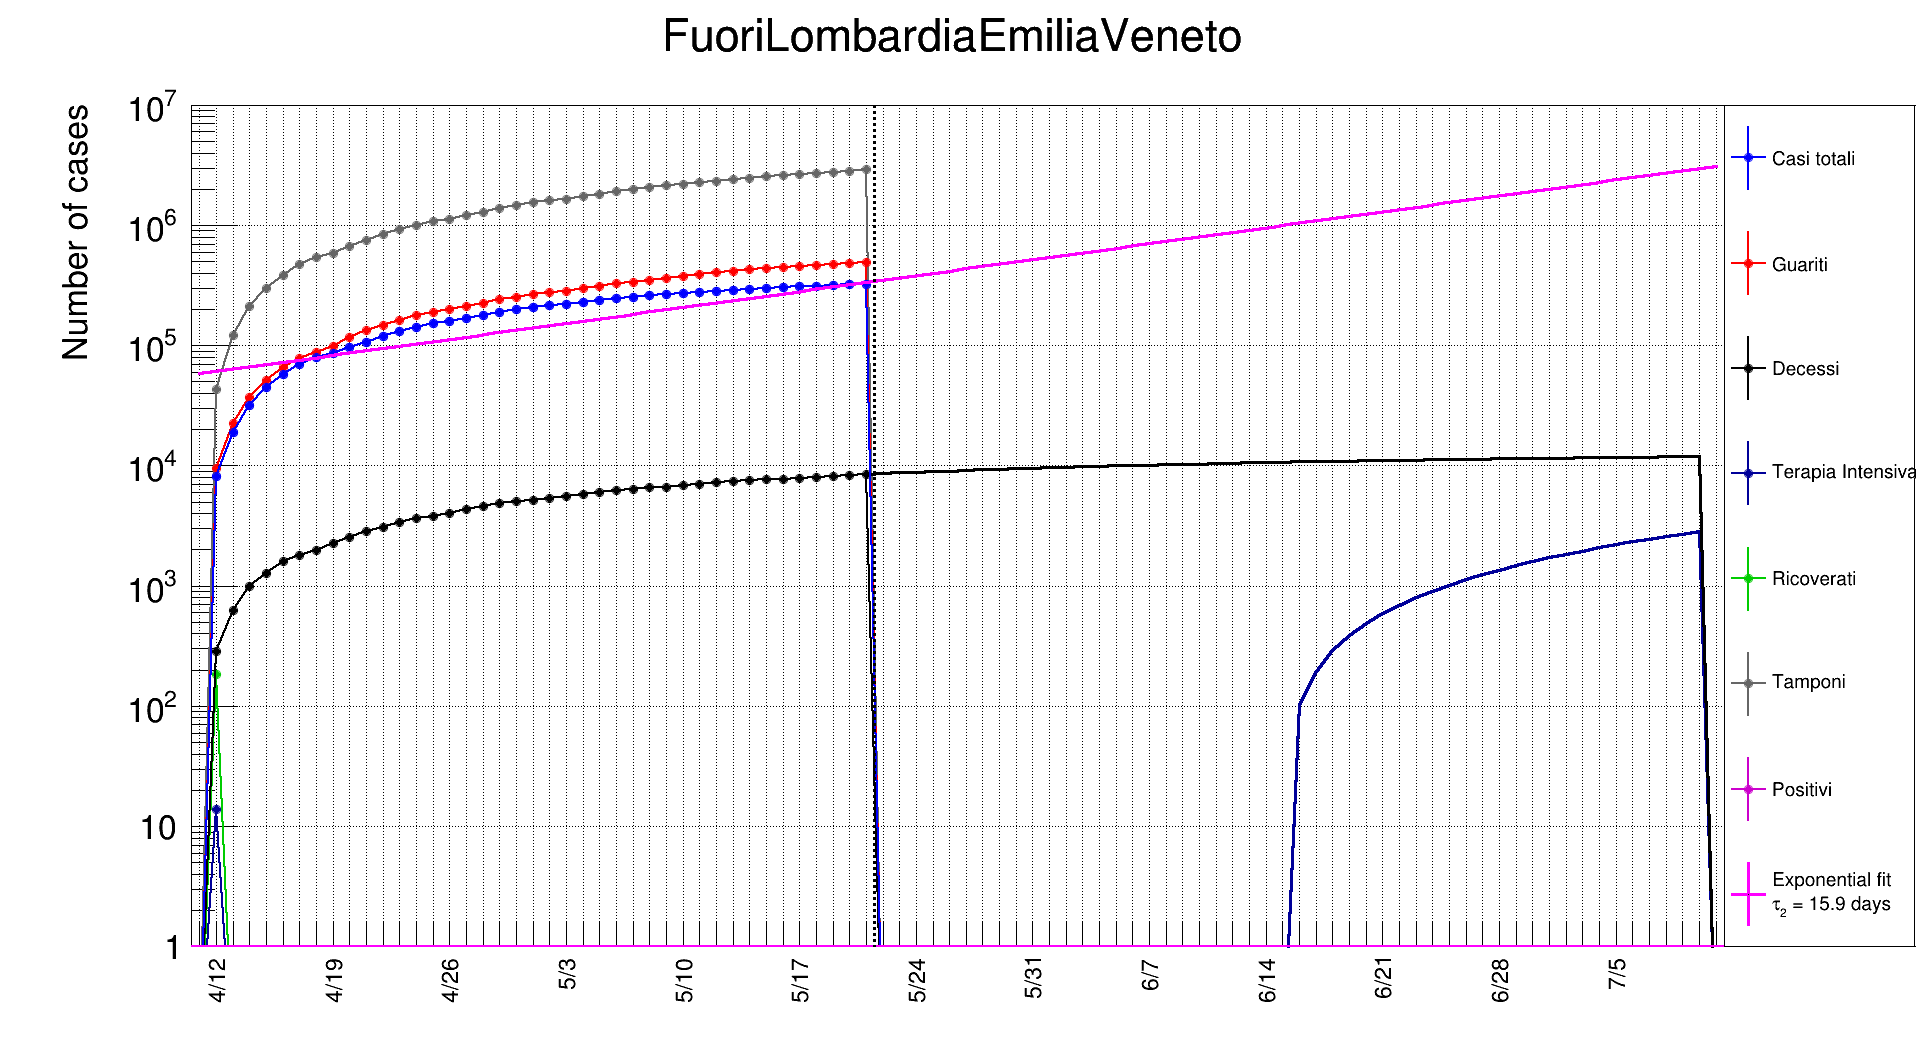 FuoriLombardiaEmiliaVeneto
Number of cases
10^7
10^6
10^5
10^4
10^3
10^2
10
1
4/12
4/19
4/26
5/3
5/10
5/17
5/24
5/31
6/7
6/14
6/21
6/28
7/5
Casi totali
Guariti
Decessi
Terapia Intensiva
Ricoverati
Tamponi
Positivi
Exponential fit
τ_2 = 15.9 days